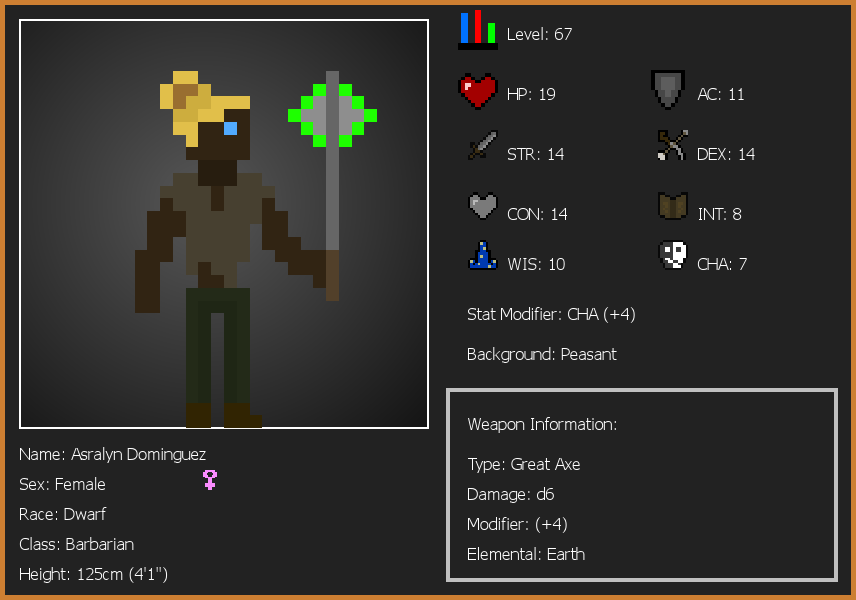 Level: 67
HP: 19
AC: 11
STR: 14
DEX: 14
CON: 14
INT: 8
WIS: 10
CHA: 7
Stat Modifier: CHA (+4)
Background: Peasant
Weapon Information:
Type: Great Axe
Damage: d6
Modifier: (+4)
Elemental: Earth
Name: Asralyn Dominguez
Sex: Female
Race: Dwarf
Class: Barbarian
Height: 125cm (4'1")